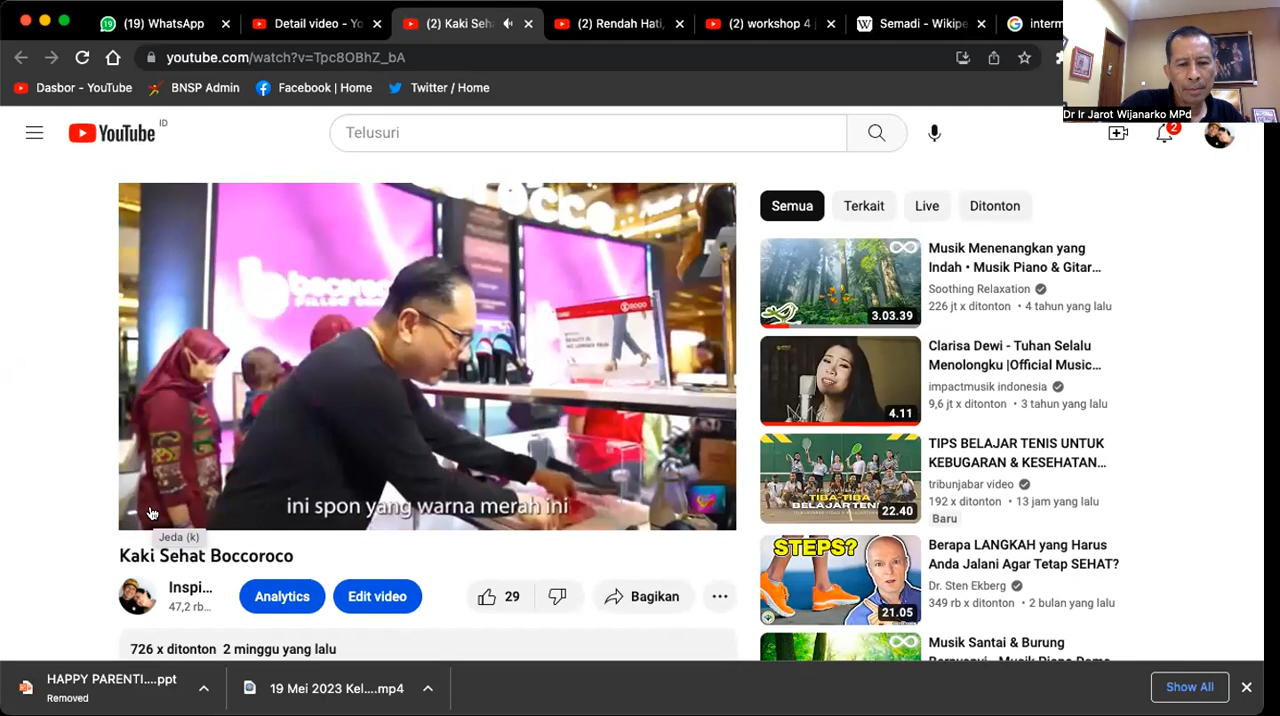 (19) WhatsApp
Detail video - Yo
(2) Kaki Seha
(2) Rendah Hati,
(2) workshop 4
Semadi - Wikipe
interm
youtube.com/watch?v=Tpc8OBhZ_bA
Dasbor - YouTube
BNSP Admin
Facebook | Home
Twitter / Home
Dr Ir Jarot Wijanarko MPd
YouTube ID
Telusuri
2
occo
bocoroco
ini spon yang warna merah ini
Jeda (k)
Kaki Sehat Boccoroco
Inspi...
47,2 rb...
Analytics
Edit video
29
Bagikan
726 x ditonton 2 minggu yang lalu
Semua
Terkait
Live
Ditonton
3.03.39
Musik Menenangkan yang
Indah • Musik Piano & Gitar...
Soothing Relaxation
226 jt x ditonton • 4 tahun yang lalu
4.11
Clarisa Dewi - Tuhan Selalu
Menolongku |Official Music...
impactmusik indonesia
9,6 jt x ditonton • 3 tahun yang lalu
TIBA-TIBA
BELAJAR TENIS
22.40
TIPS BELAJAR TENIS UNTUK
KEBUGARAN & KESEHATAN...
tribunjabar video
192 x ditonton • 13 jam yang lalu
Baru
STEPS?
21.05
Berapa LANGKAH yang Harus
Anda Jalani Agar Tetap SEHAT?
Dr. Sten Ekberg
349 rb x ditonton • 2 bulan yang lalu
Musik Santai & Burung
HAPPY PARENTI....ppt
Removed
19 Mei 2023 Kel....mp4
Show All